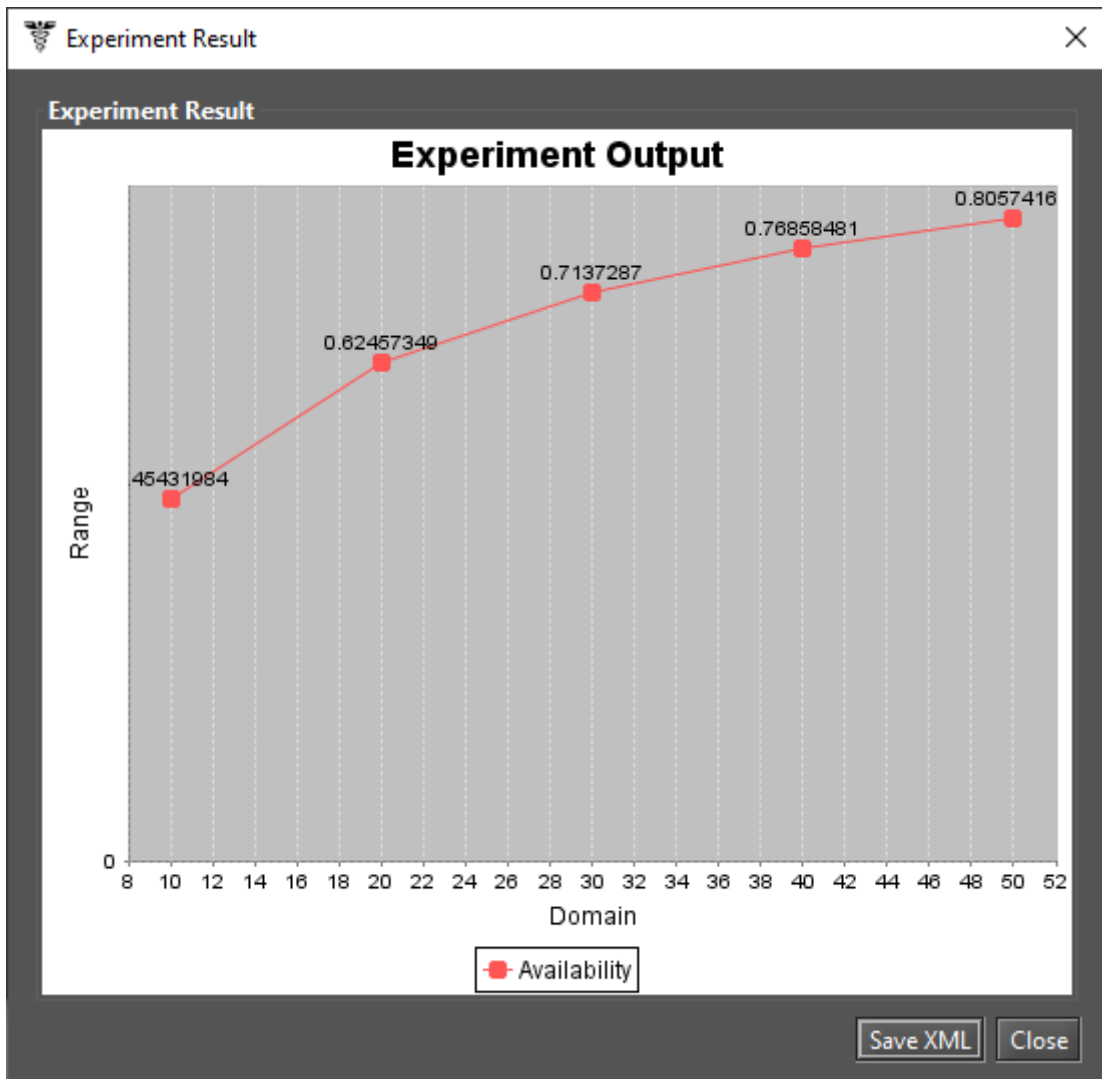 Experiment Result
Experiment Result
Experiment Output
0.8057416
0.76858481
0.7137287
0.62457349
.45431984
Range
0
8 10 12 14 16 18 20 22 24 26 28 30 32 34 36 38 40 42 44 46 48 50 52
Domain
Availability
Save XML Close